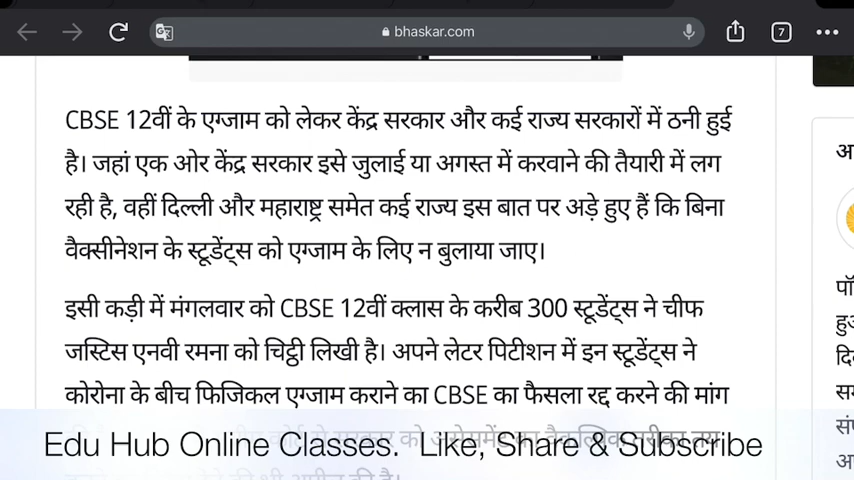 bhaskar.com
7
CBSE 12वीं के एग्जाम को लेकर केंद्र सरकार और कई राज्य सरकारों में ठनी हुई
है। जहां एक ओर केंद्र सरकार इसे जुलाई या अगस्त में करवाने की तैयारी में लग
रही है, वहीं दिल्ली और महाराष्ट्र समेत कई राज्य इस बात पर अड़े हुए हैं कि बिना
वैक्सीनेशन के स्टूडेंट्स को एग्जाम के लिए न बुलाया जाए।
इसी कड़ी में मंगलवार को CBSE 12वीं क्लास के करीब 300 स्टूडेंट्स ने चीफ
जस्टिस एनवी रमना को चिट्ठी लिखी है। अपने लेटर पिटीशन में इन स्टूडेंट्स ने
कोरोना के बीच फिजिकल एग्जाम कराने का CBSE का फैसला रद्द करने की मांग
Edu Hub Online Classes. Like, Share & Subscribe